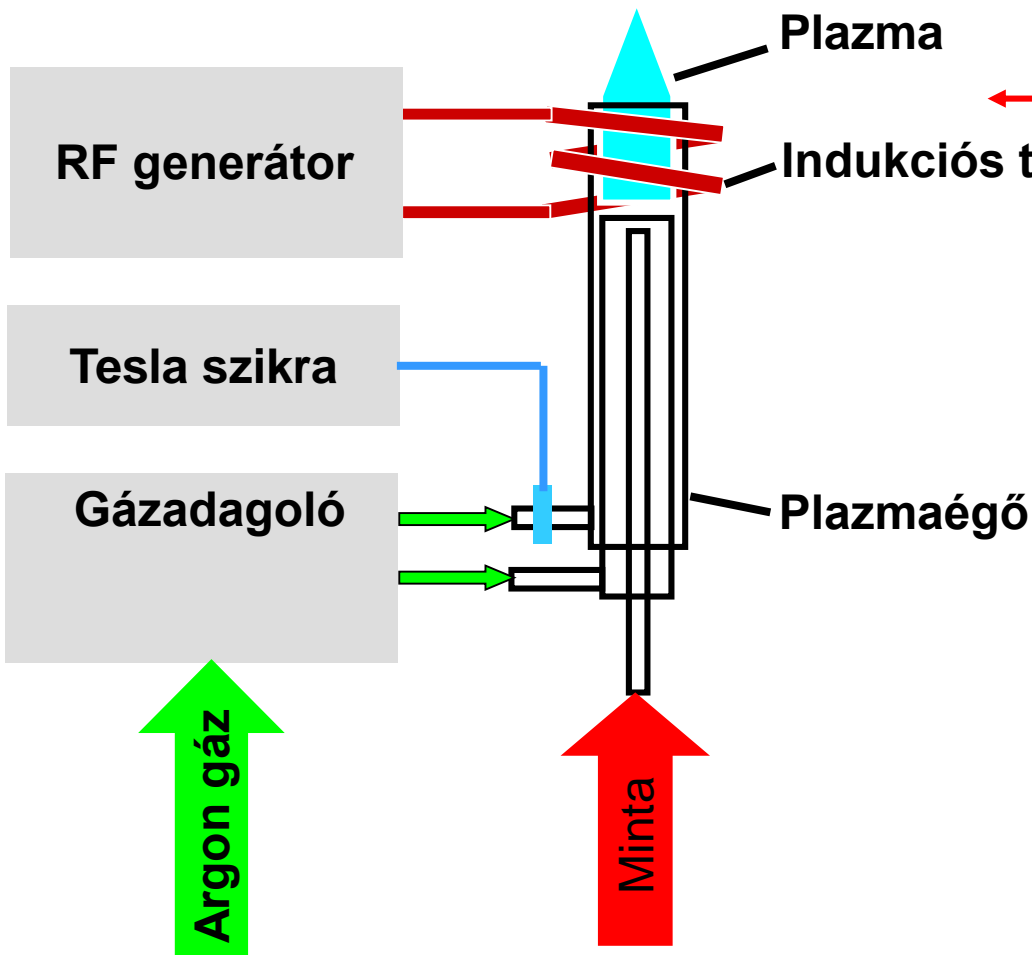 Plazma
RF generátor
Indukciós t
Tesla szikra
Gázadagoló
Plazmaégő
Argon gáz
Minta